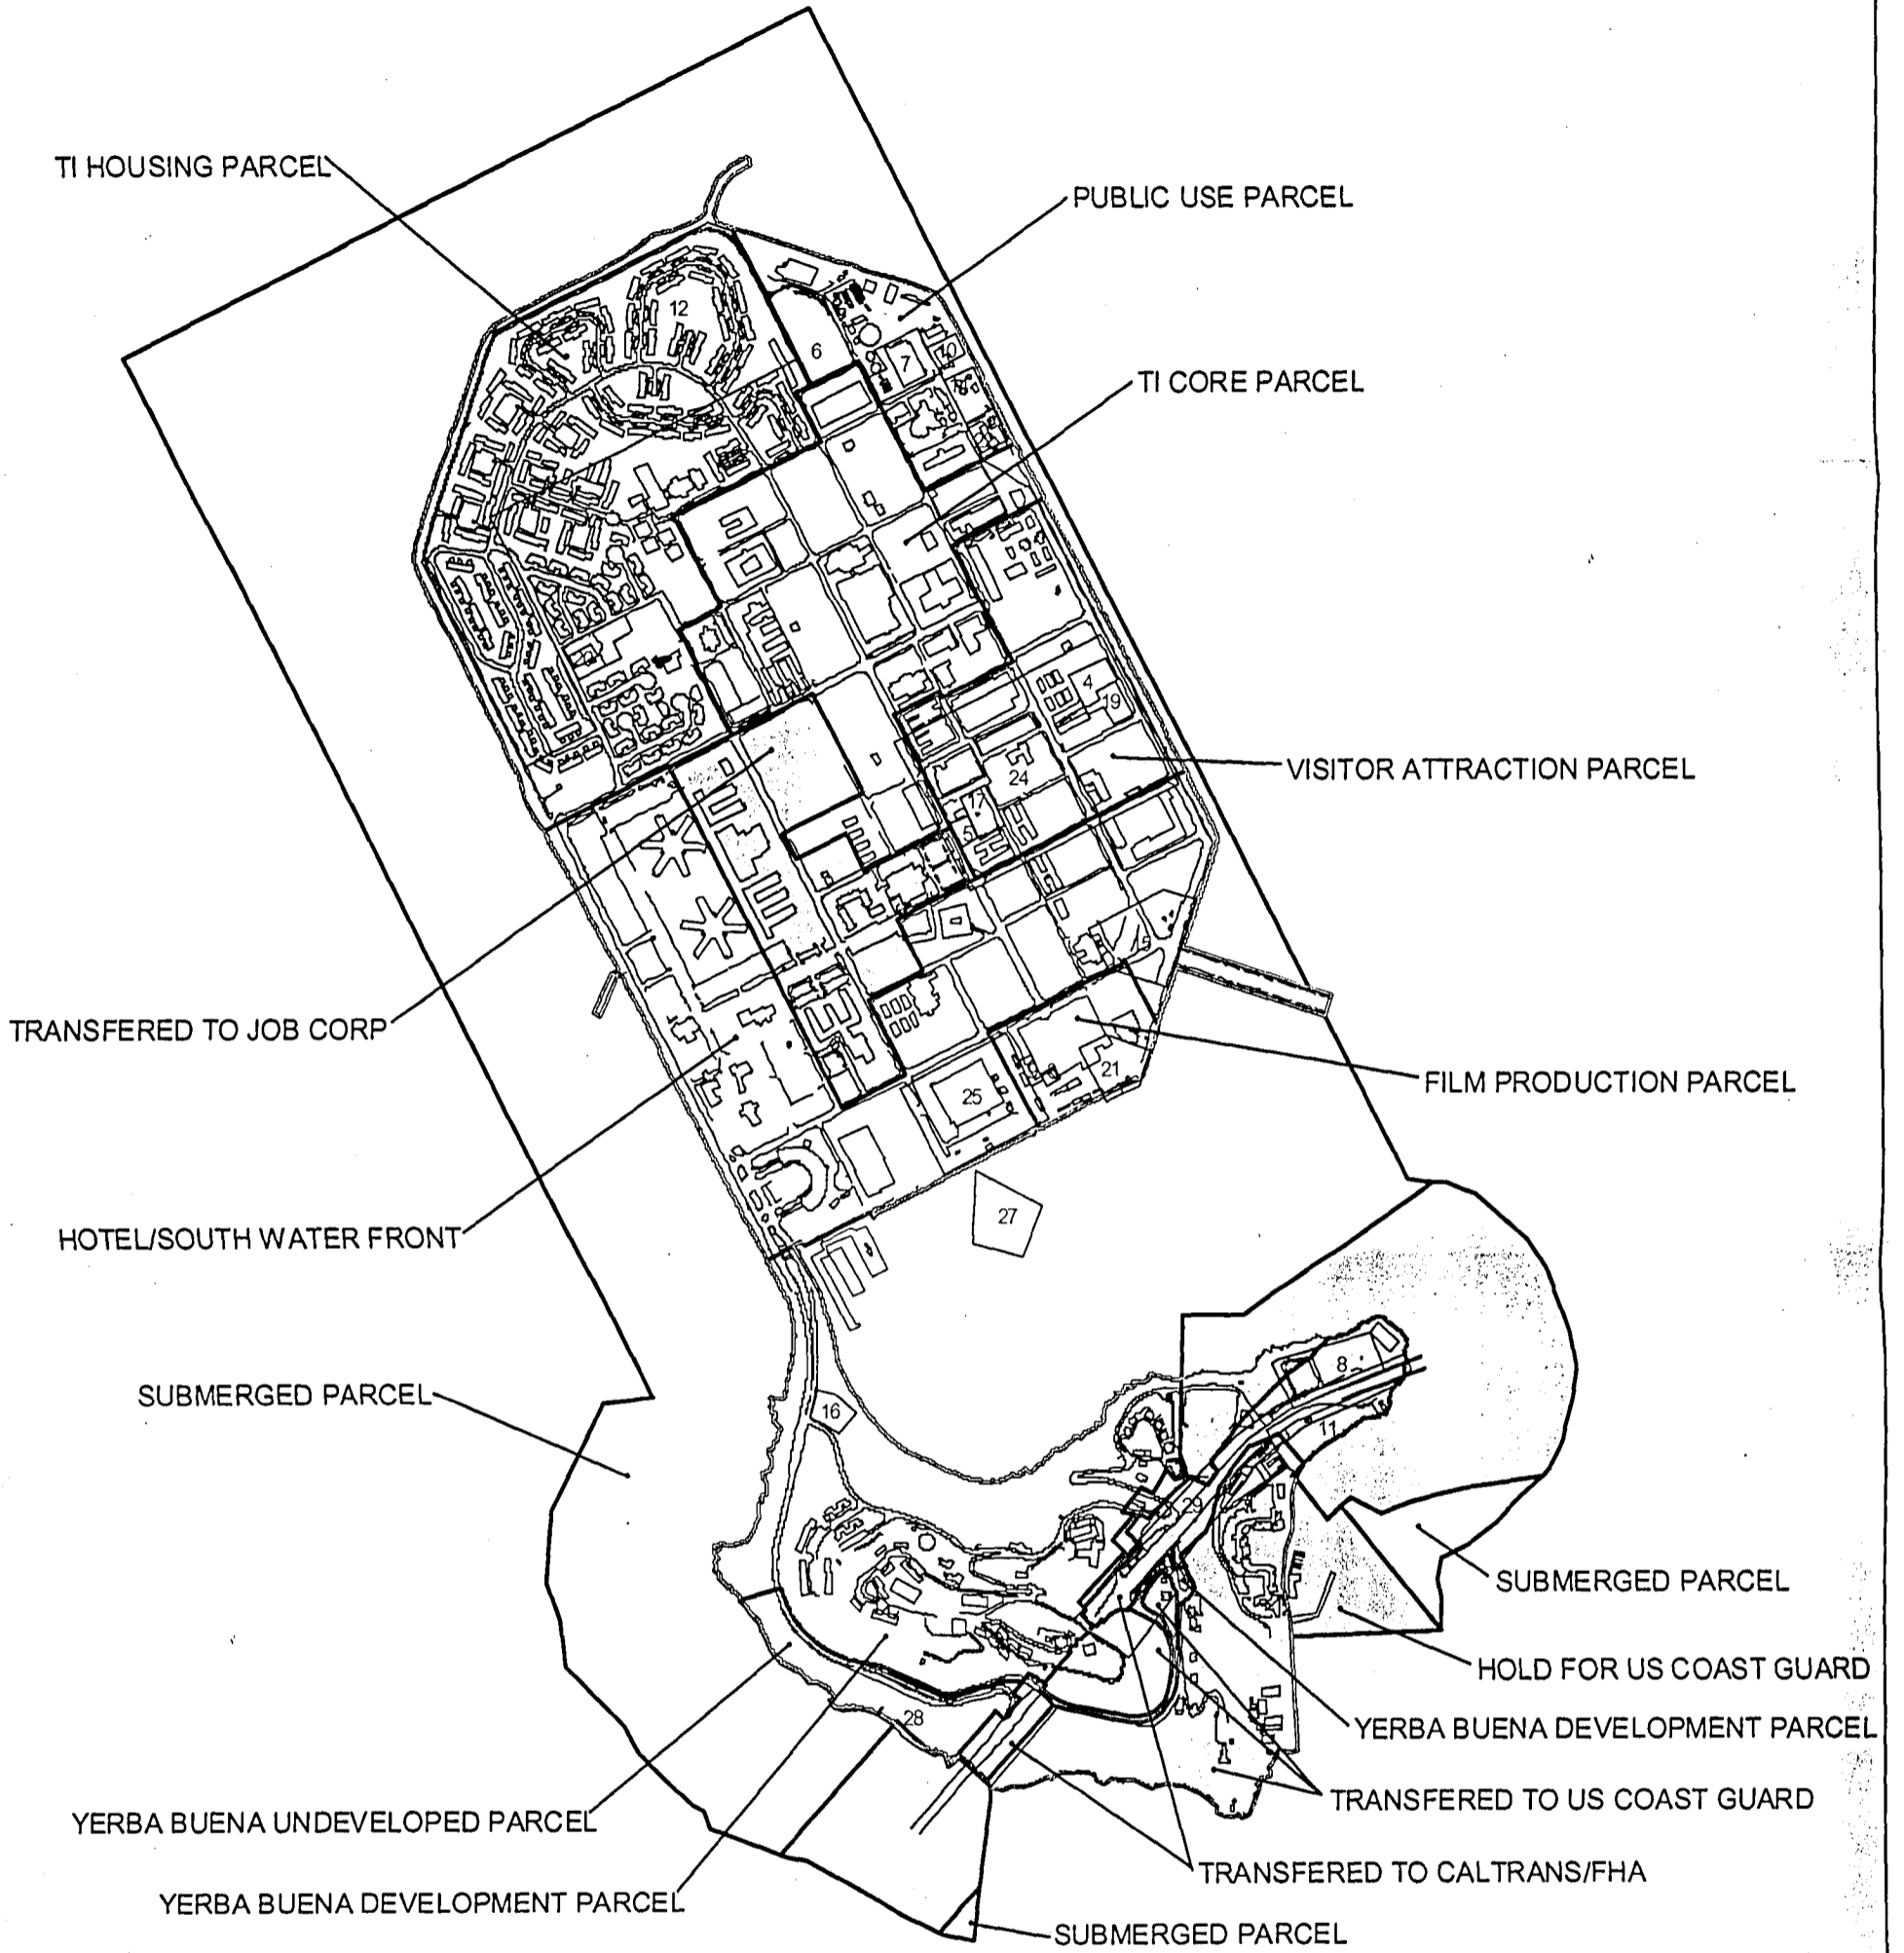 TI HOUSING PARCEL
PUBLIC USE PARCEL
12
6
7
10
TI CORE PARCEL
4
19
VISITOR ATTRACTION PARCEL
24
17
5
TRANSFERED TO JOB CORP
15
FILM PRODUCTION PARCEL
21
25
27
HOTEL/SOUTH WATER FRONT
SUBMERGED PARCEL
16
8
11
29
SUBMERGED PARCEL
HOLD FOR US COAST GUARD
28
YERBA BUENA DEVELOPMENT PARCEL
TRANSFERED TO US COAST GUARD
YERBA BUENA UNDEVELOPED PARCEL
TRANSFERED TO CALTRANS/FHA
YERBA BUENA DEVELOPMENT PARCEL
SUBMERGED PARCEL